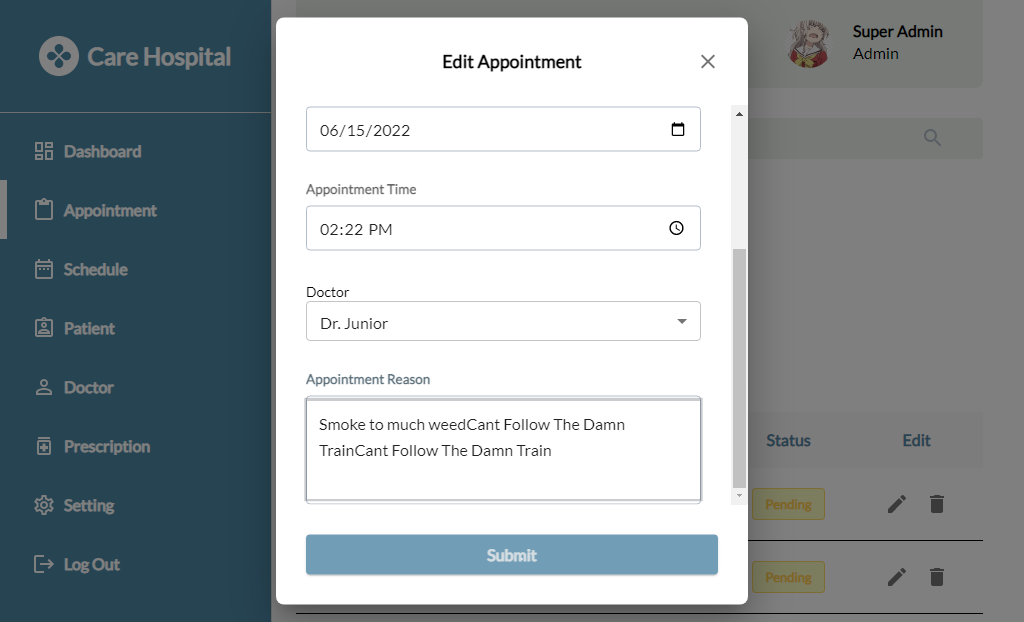 Care Hospital
Dashboard
Appointment
Schedule
Patient
Doctor
Prescription
Setting
Log Out
Edit Appointment
06/15/2022
Appointment Time
02:22 PM
Doctor
Dr. Junior
Appointment Reason
Smoke to much weedCant Follow The Damn
TrainCant Follow The Damn Train
Submit
Super Admin
Admin
Status Edit
Pending
Pending